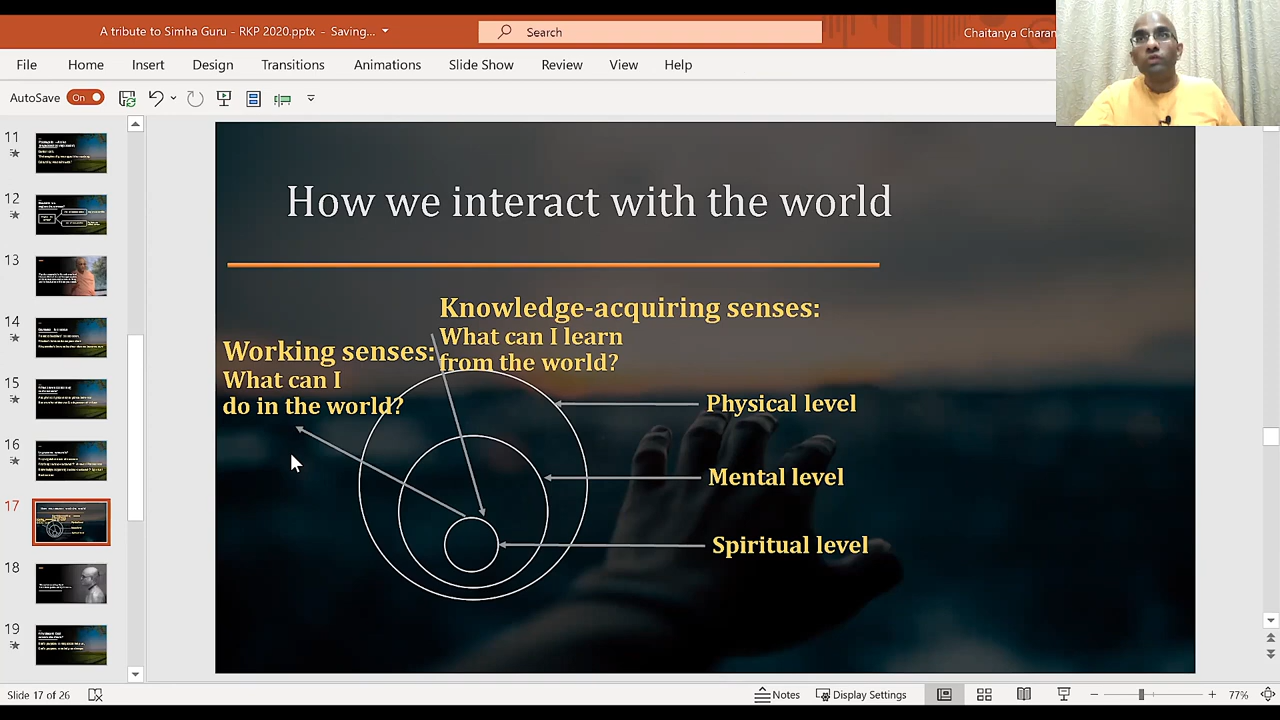 A tribute to Simha Guru - RKP 2020.pptx - Saving...
Search
Chaitanya Charan
File Home Insert Design Transitions Animations Slide Show Review View Help
AutoSave On
11
12
13
14
15
16
17
18
19
How we interact with the world
Knowledge-acquiring senses:
What can I learn
from the world?
Working senses:
What can I
do in the world?
Physical level
Mental level
Spiritual level
Slide 17 of 26
Notes
Display Settings
77%